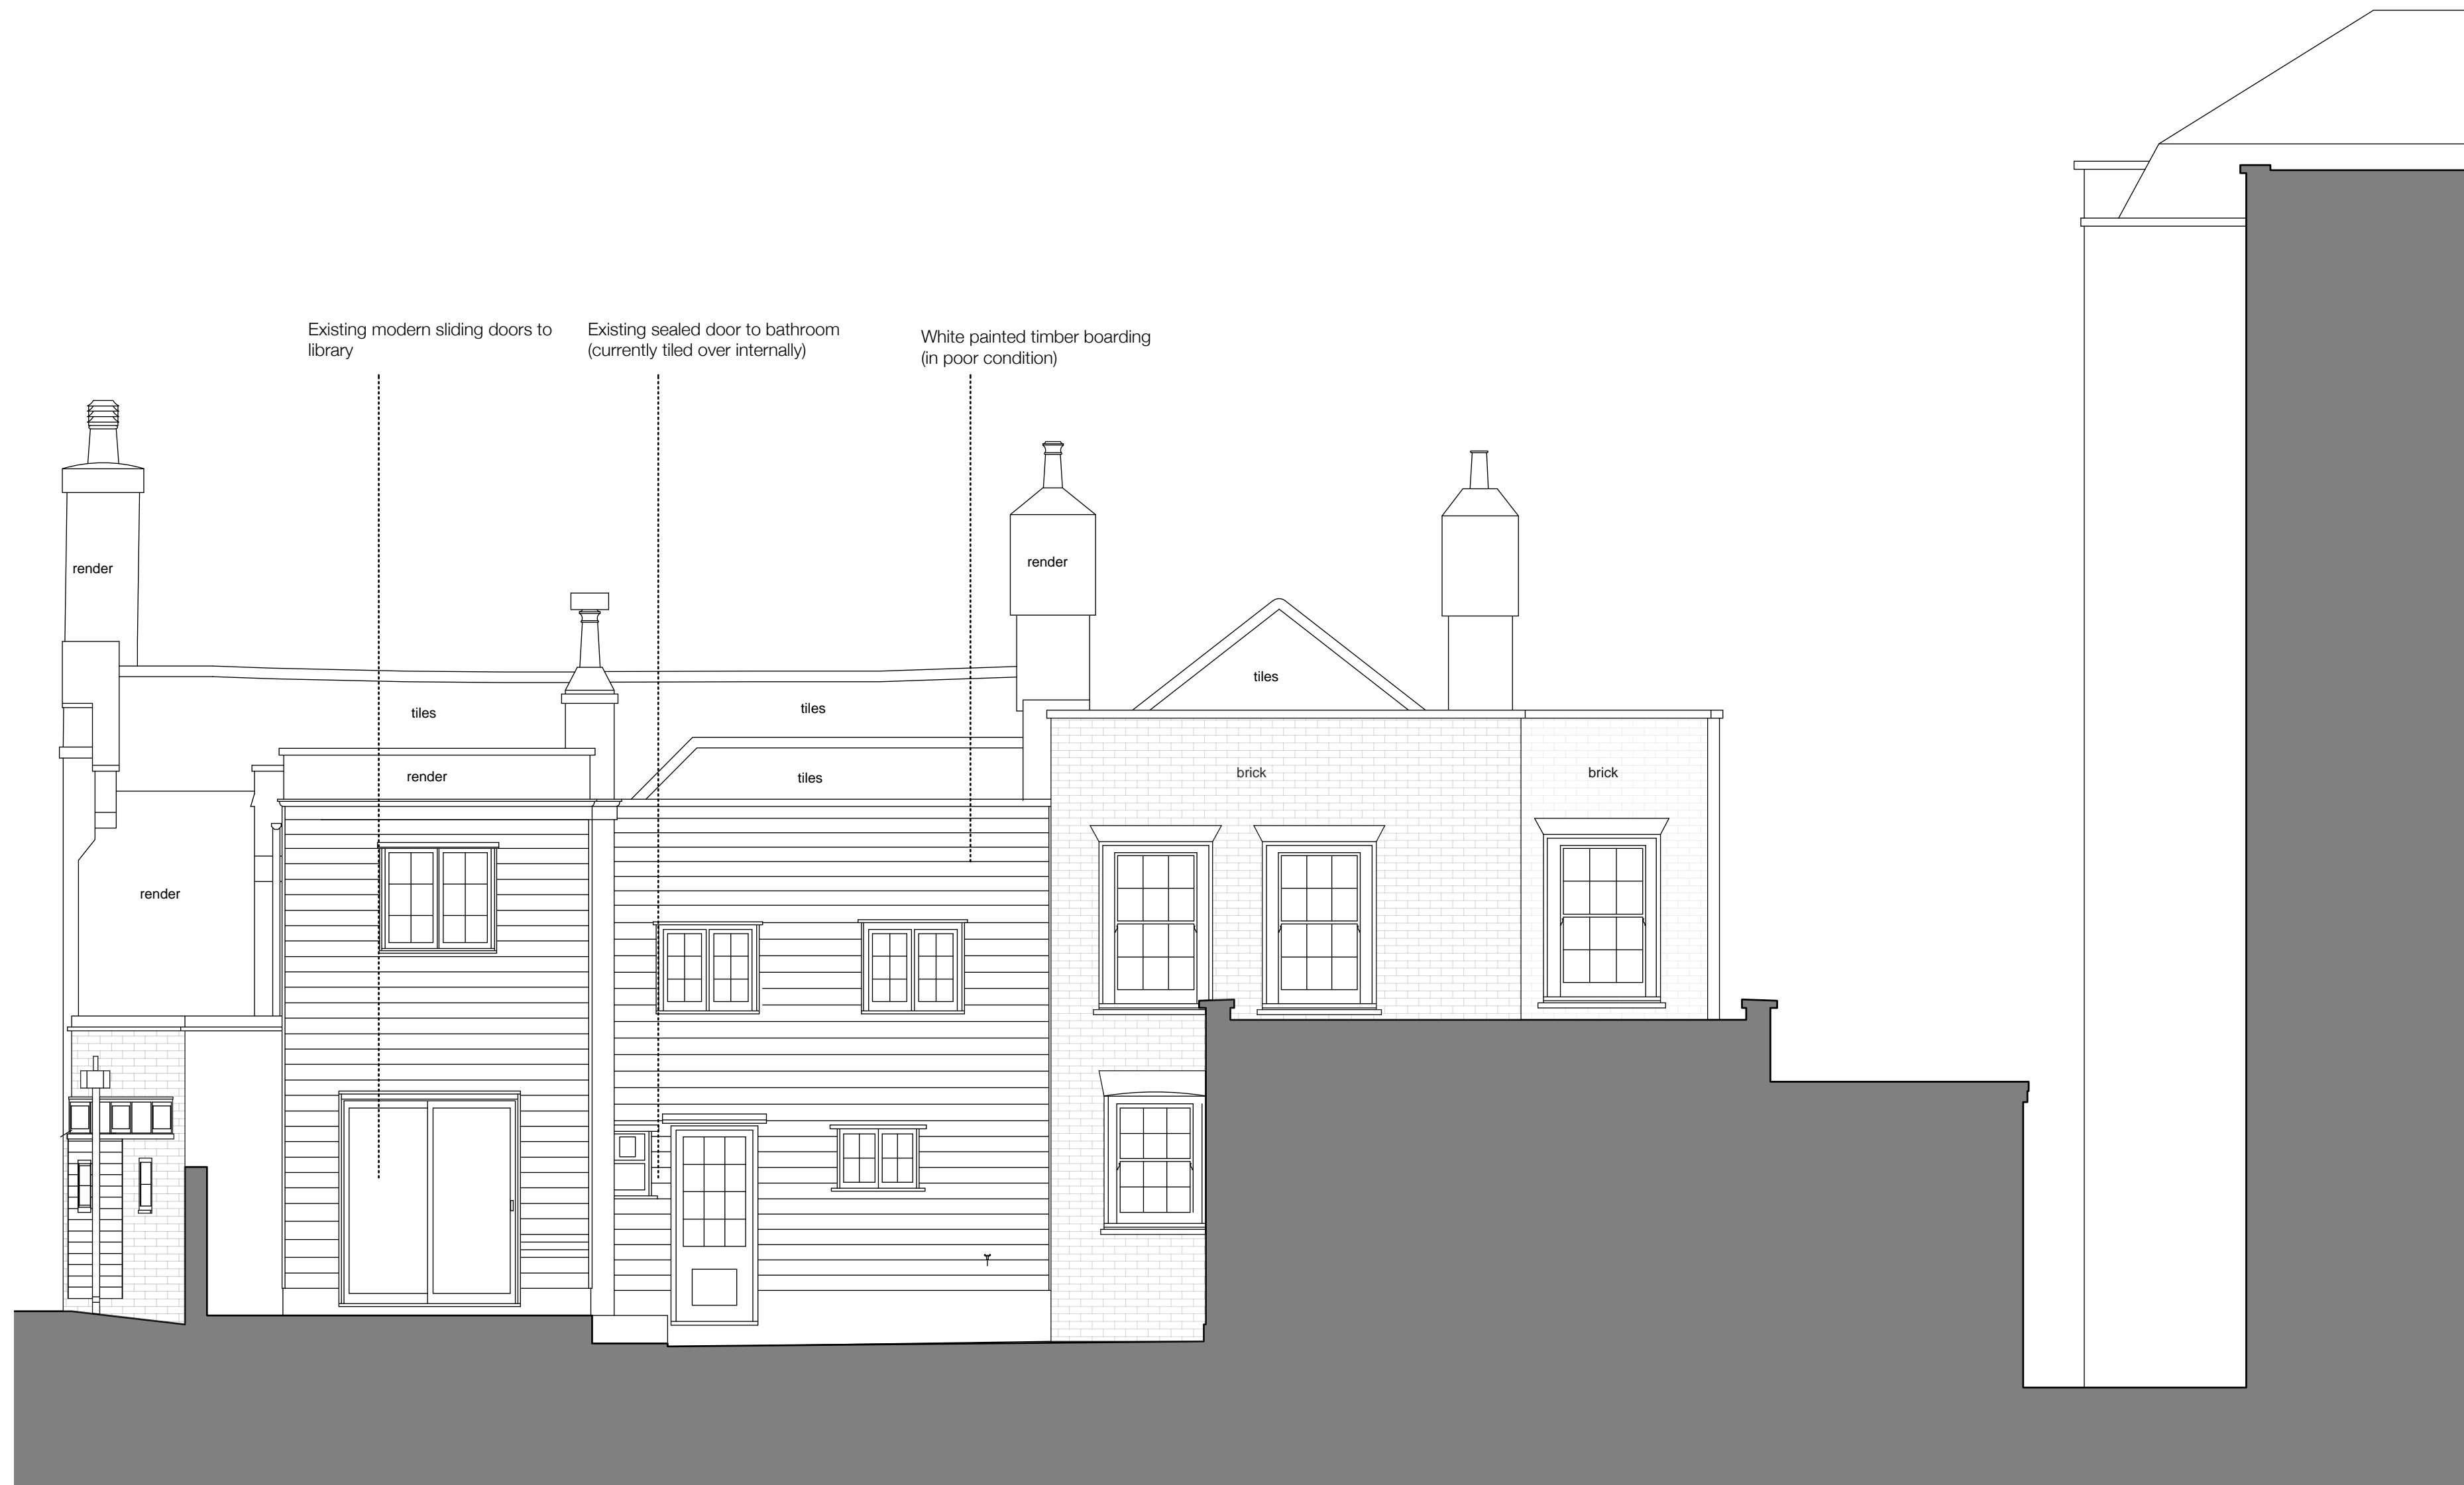 Existing modern sliding doors to
library
Existing sealed door to bathroom
(currently tiled over internally)
White painted timber boarding
(in poor condition)
render
render
tiles
tiles
tiles
render
tiles
brick
brick
render